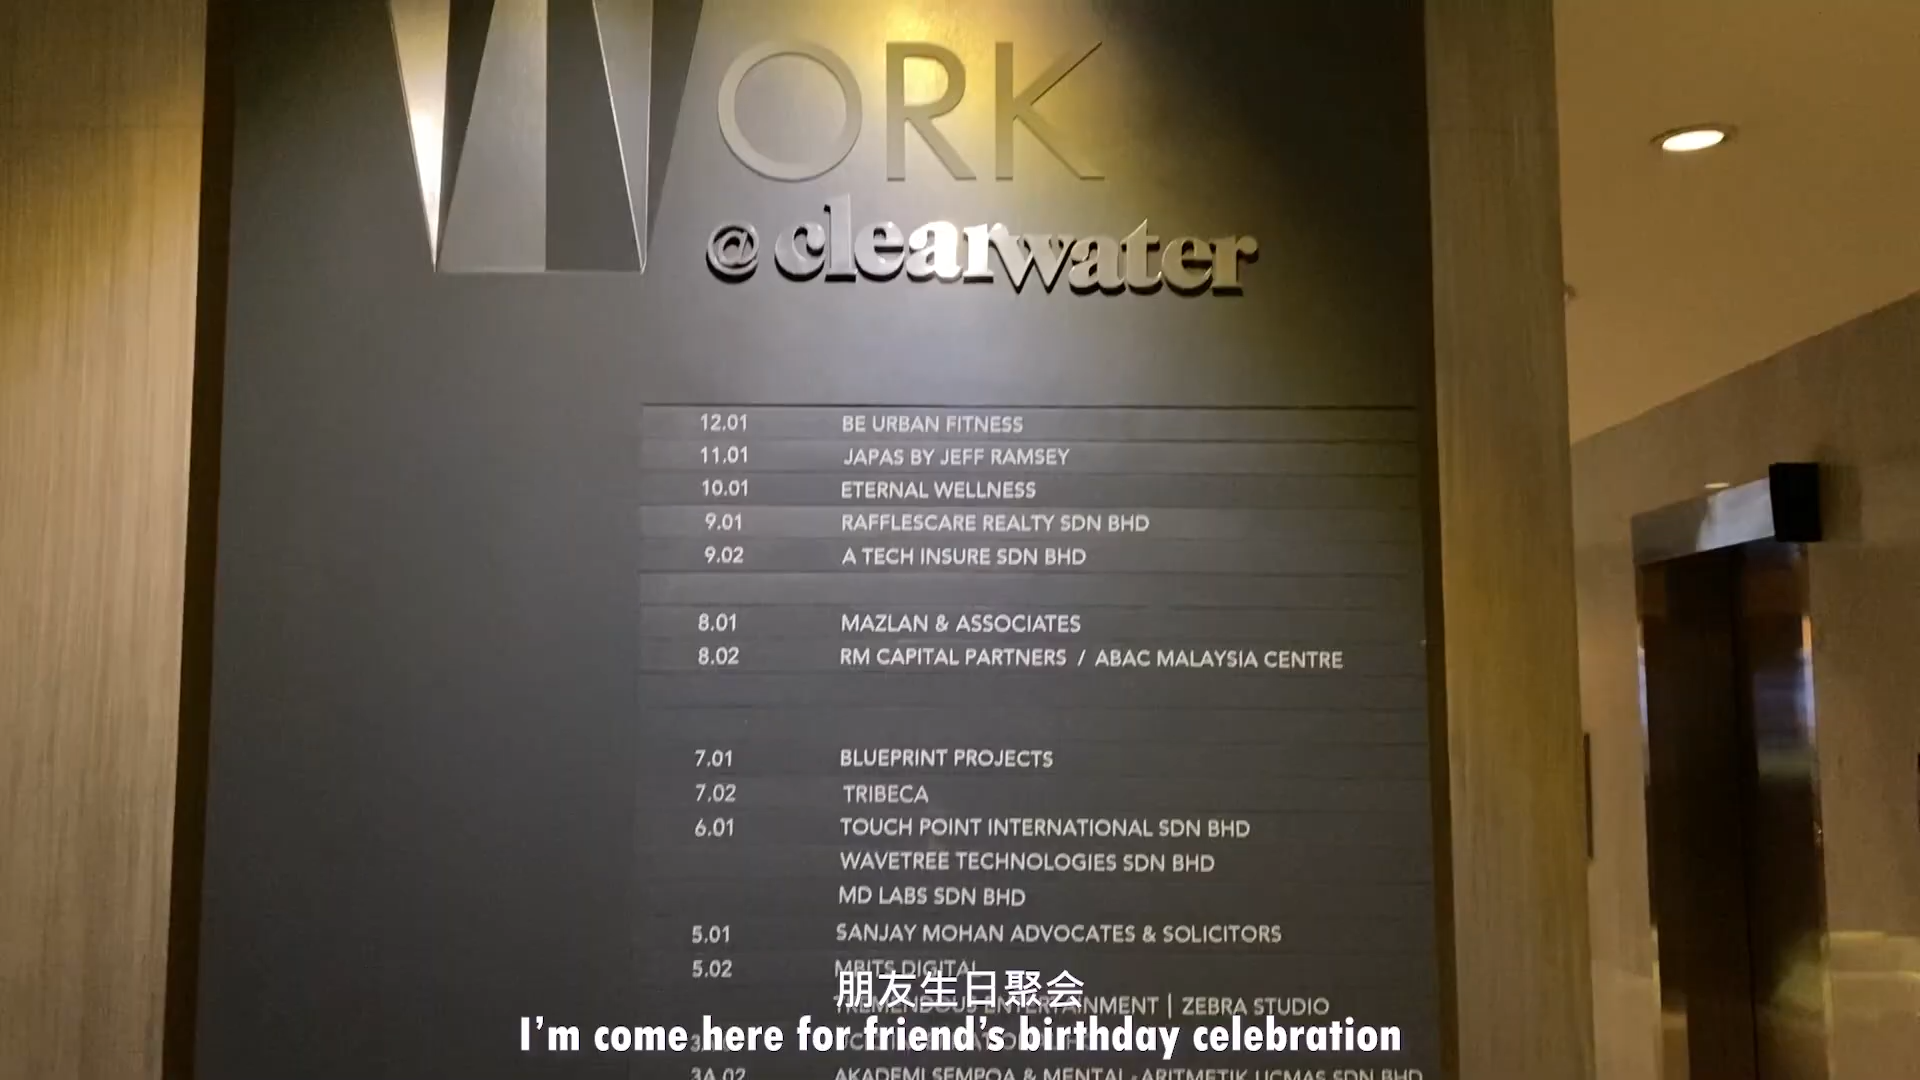 WORK
@clearwater
12.01 BE URBAN FITNESS
11.01 JAPAS BY JEFF RAMSEY
10.01 ETERNAL WELLNESS
9.01 RAFFLESCARE REALTY SDN BHD
9.02 A TECH INSURE SDN BHD
8.01 MAZLAN & ASSOCIATES
8.02 RM CAPITAL PARTNERS / ABAC MALAYSIA CENTRE
7.01 BLUEPRINT PROJECTS
7.02 TRIBECA
6.01 TOUCH POINT INTERNATIONAL SDN BHD
WAVETREE TECHNOLOGIES SDN BHD
MD LABS SDN BHD
5.01 SANJAY MOHAN ADVOCATES & SOLICITORS
5.02 MBITS DIGITAL
TREMENDOUS ENTERTAINMENT | ZEBRA STUDIO
朋友生日聚会
I'm come here for friend's birthday celebration
3A.02 AKADEMI SEMPOA & MENTAL-ARITMETIK UCMAS SDN BHD